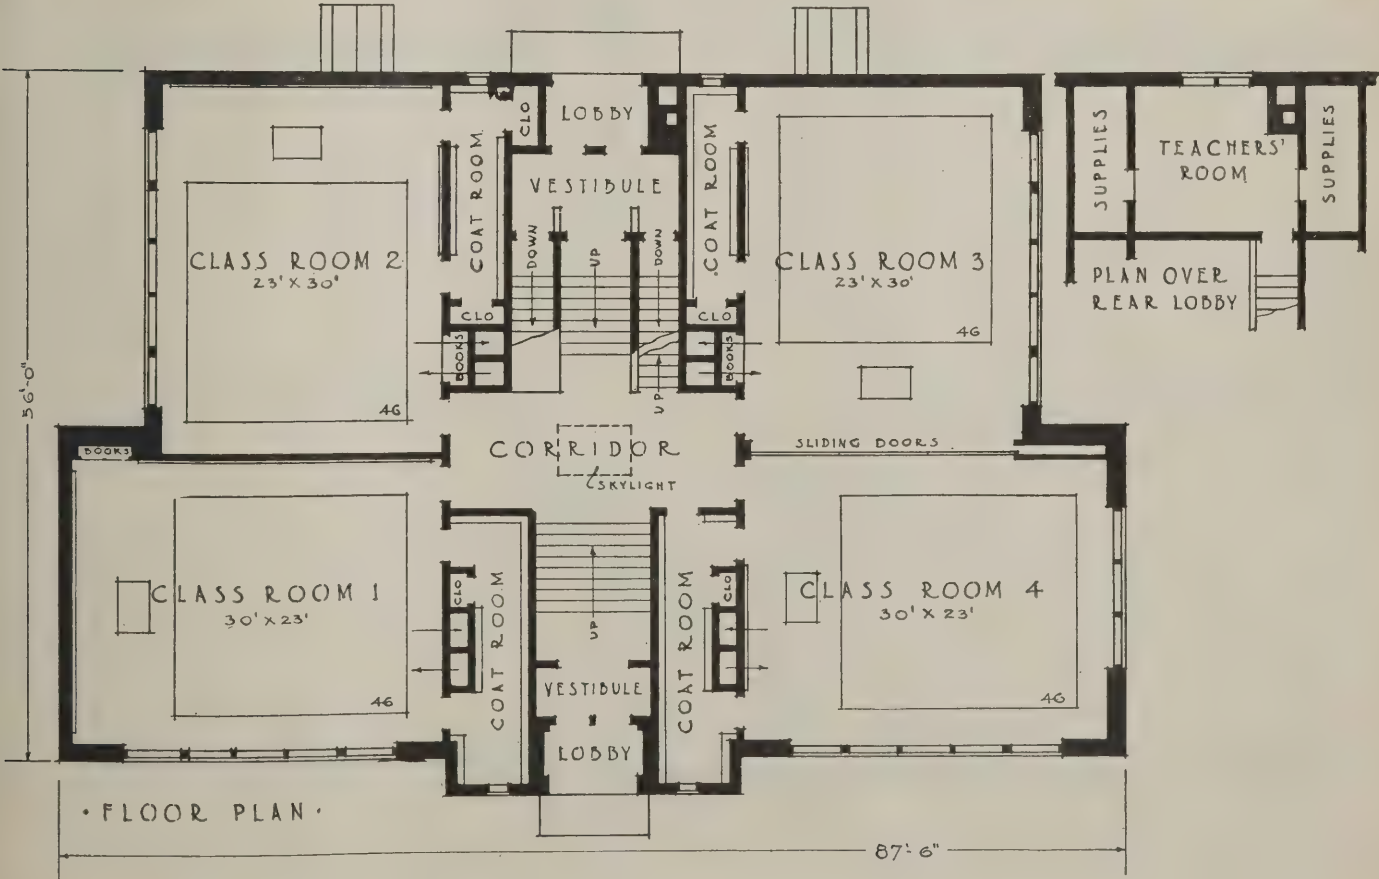 LOBBY
CLO
COAT ROOM
VESTIBULE
COAT ROOM
SUPPLIES
TEACHERS'
ROOM
SUPPLIES
DOWN
UP
DOWN
CLASS ROOM 2
23' X 30'
CLASS ROOM 3
23' X 30'
PLAN OVER
REAR LOBBY
CLO
CLO
46
BOOKS
BOOKS
46
UP
56'-0"
BOOKS
CORRIDOR
SLIDING DOORS
SKYLIGHT
CLASS ROOM 1
30' X 23'
CLO
COAT ROOM
UP
COAT ROOM
CLO
CLASS ROOM 4
30' X 23'
46
VESTIBULE
46
LOBBY
· FLOOR PLAN ·
87'-6"